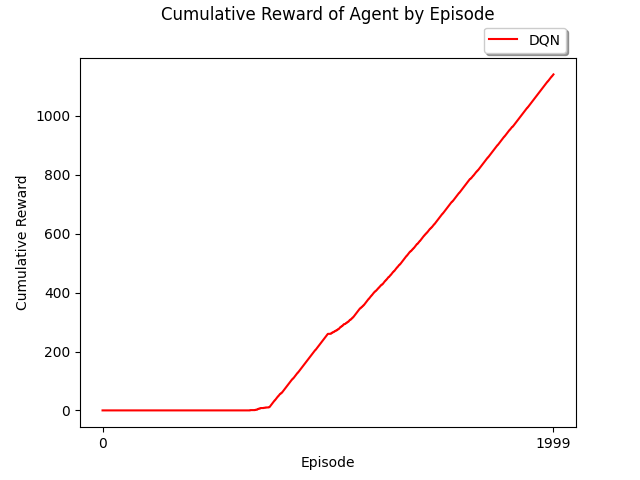 Cumulative Reward of Agent by Episode
DQN
1000
800
600
400
200
0
Cumulative Reward
0
1999
Episode